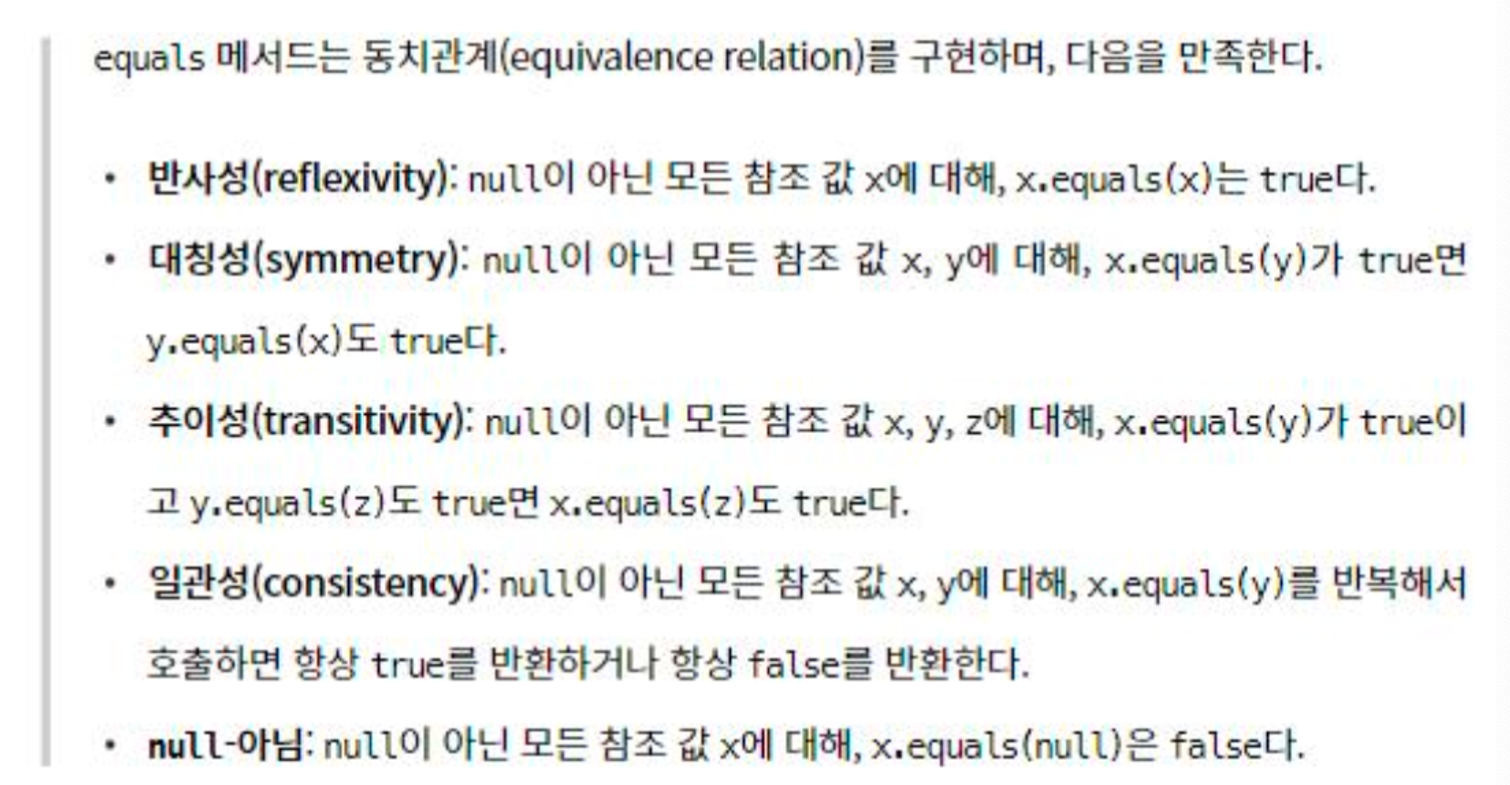 equals 메서드는 동치관계(equivalence relation)를 구현하며, 다음을 만족한다.
• 반사성(reflexivity): null이 아닌 모든 참조 값 x에 대해, x.equals(x)는 true다.
• 대칭성(symmetry): null이 아닌 모든 참조 값 x, y에 대해, x.equals(y)가 true면
y.equals(x)도 true다.
• 추이성(transitivity): null이 아닌 모든 참조 값 x, y, z에 대해, x.equals(y)가 true이
고 y.equals(z)도 true면 x.equals(z)도 true다.
• 일관성(consistency): null이 아닌 모든 참조 값 x, y에 대해, x.equals(y)를 반복해서
호출하면 항상 true를 반환하거나 항상 false를 반환한다.
• null-아님: null이 아닌 모든 참조 값 x에 대해, x.equals(null)은 false다.